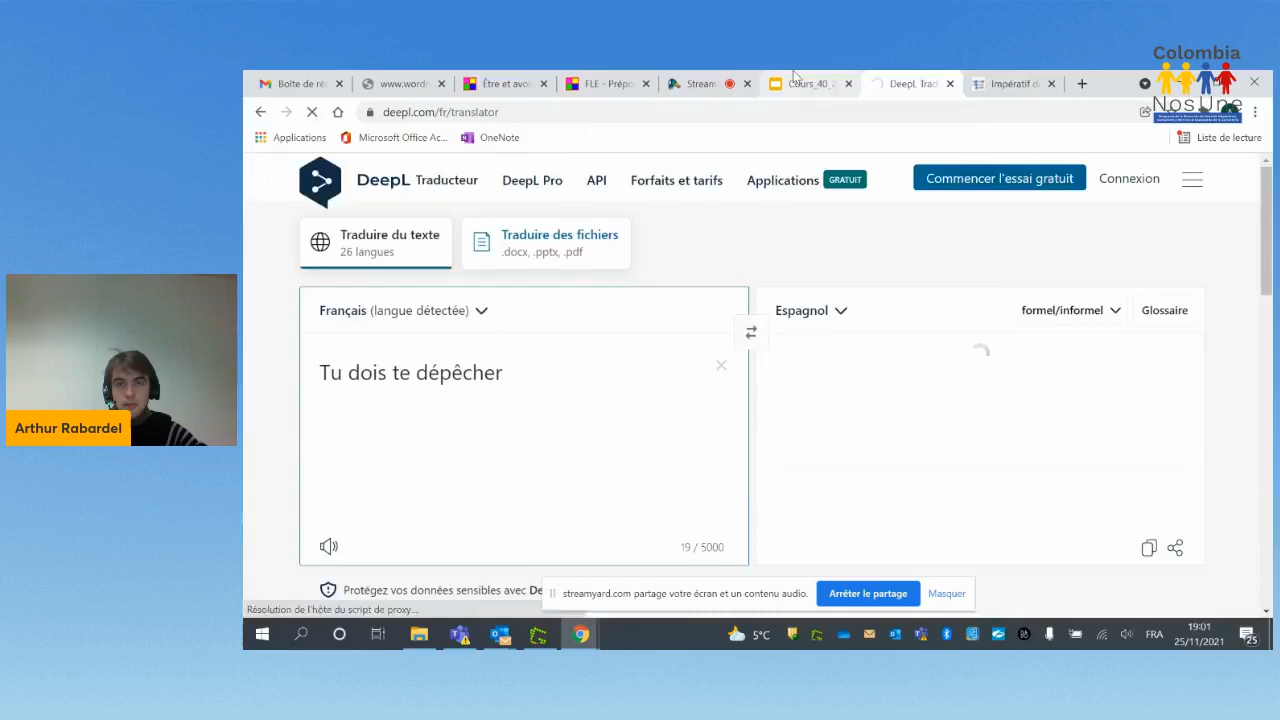 Colombia
NosUne
Boîte de ré
www.wordr
Être et ave
FLE - Prépo
Stream
Cours_40_2
DeepL Trad
Impératif d
deepl.com/fr/translator
Applications
Microsoft Office Ac...
OneNote
Liste de lecture
DeepL Traducteur
DeepL Pro
API
Forfaits et tarifs
Applications
GRATUIT
Commencer l'essai gratuit
Connexion
Traduire du texte
26 langues
Traduire des fichiers
.docx, .pptx, .pdf
Français (langue détectée)
Espagnol
formel/informel
Glossaire
Tu dois te dépêcher
19 / 5000
Arthur Rabardel
Protégez vos données sensibles avec De
streamyard.com partage votre écran et un contenu audio.
Arrêter le partage
Masquer
Résolution de l'hôte du script de proxy...
5°C
FRA
19:01
25/11/2021
25